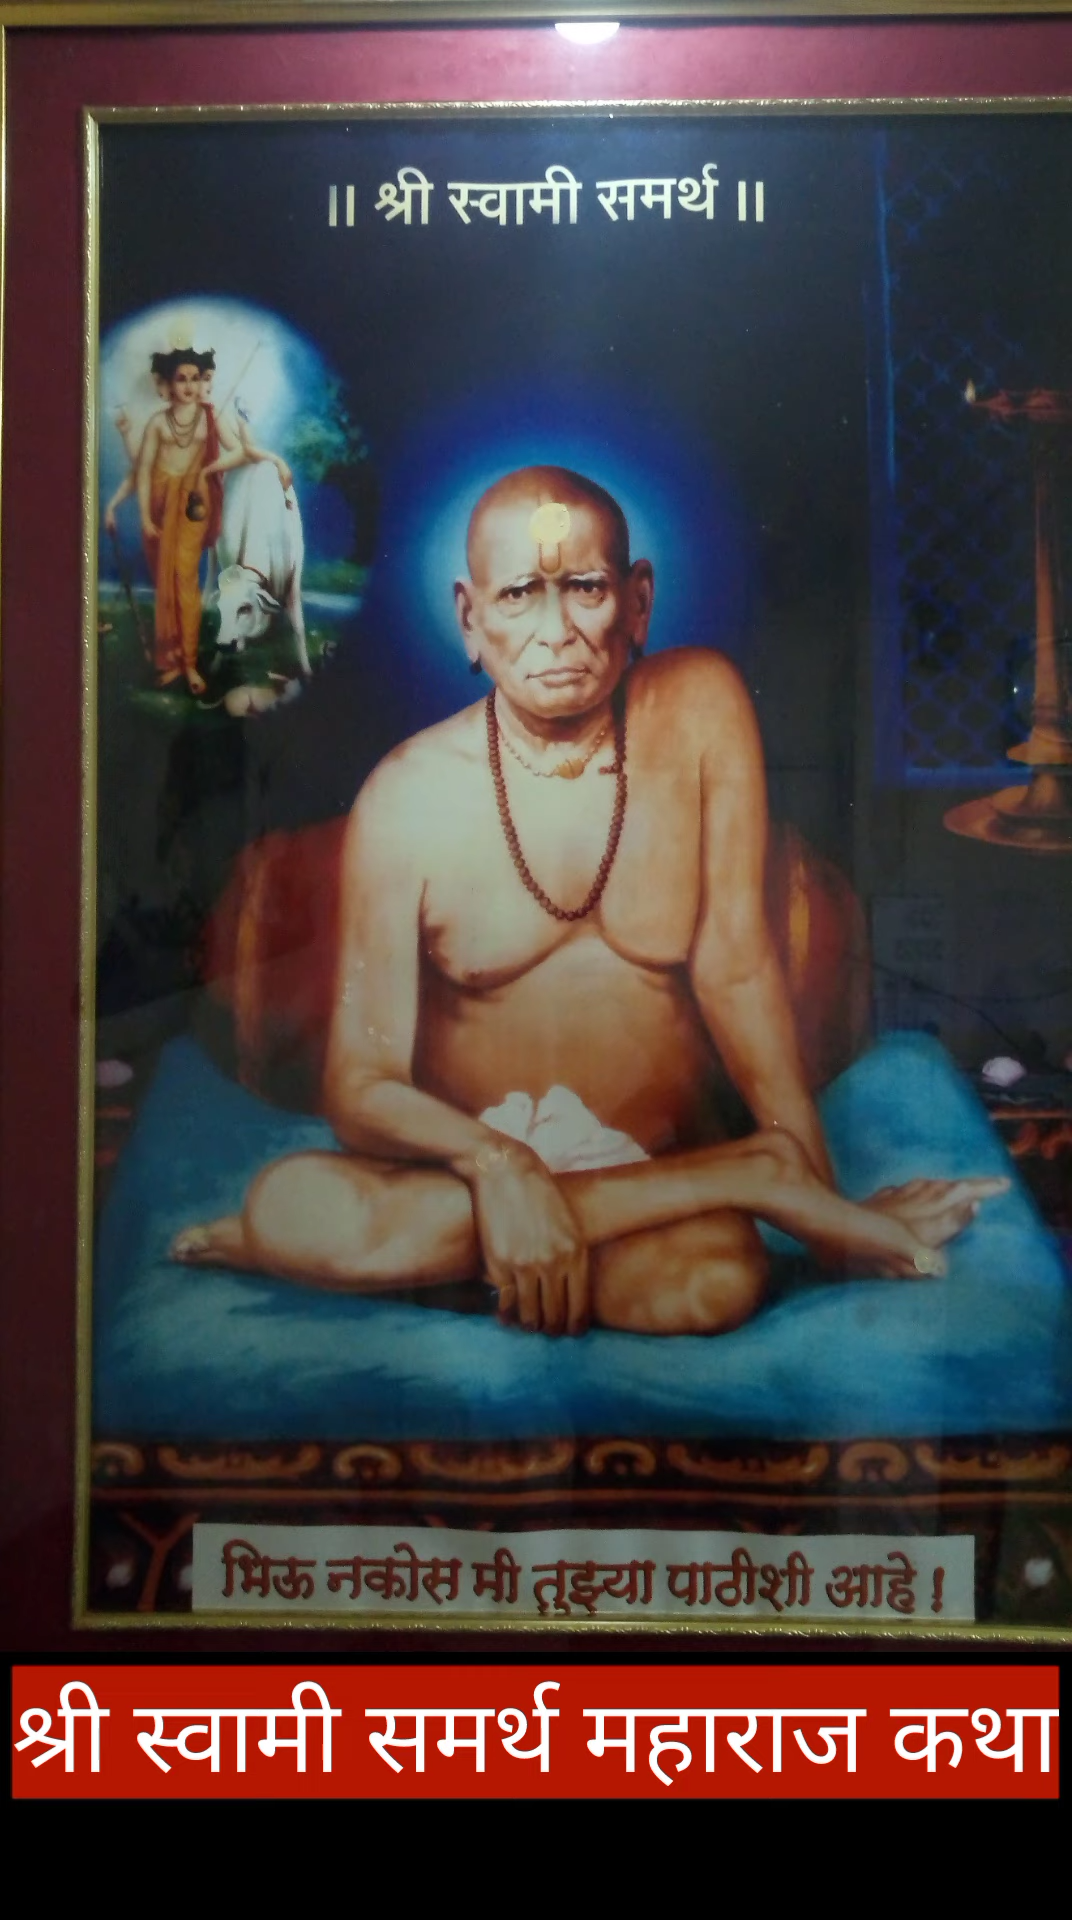 ॥ श्री स्वामी समर्थ ॥
भिऊ नकोस मी तुझ्या पाठीशी आहे !
श्री स्वामी समर्थ महाराज कथा